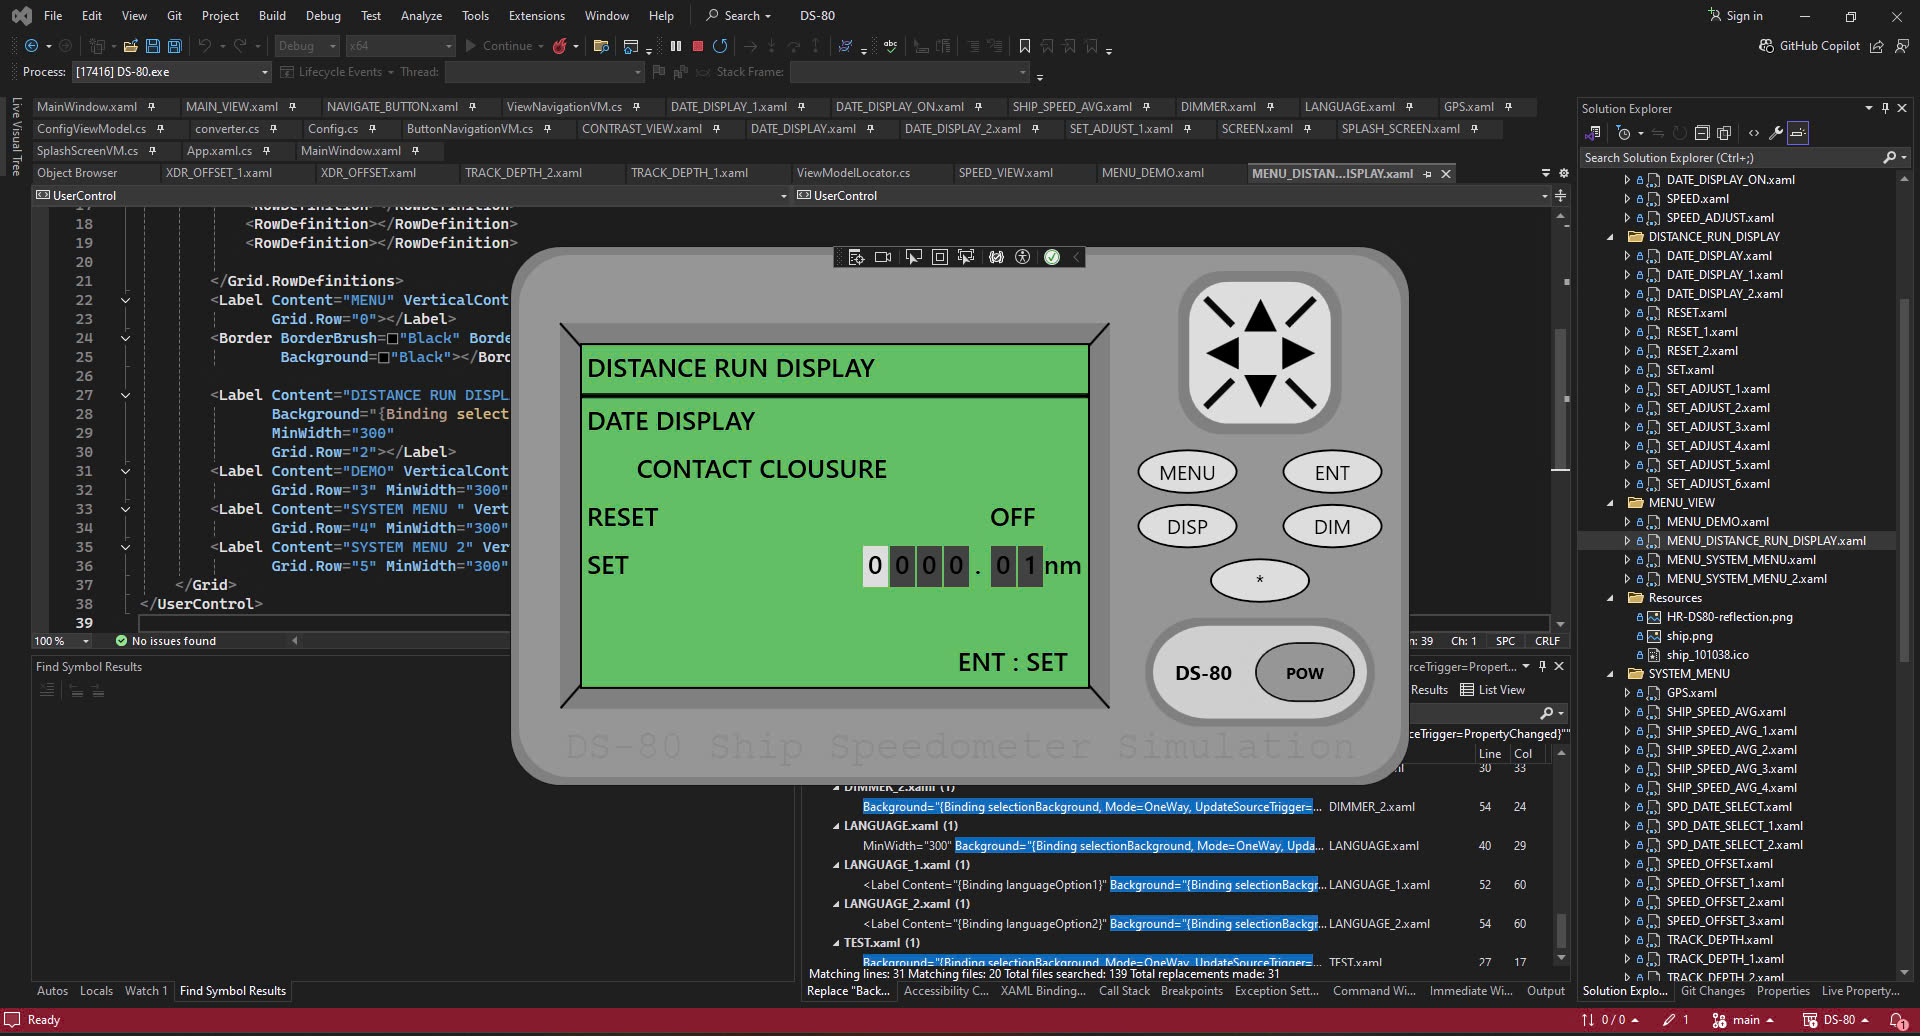 File Edit View Git Project Build Debug Test Analyze Tools Extensions Window Help Search DS-80 Sign in
Debug x64 Continue GitHub Copilot
Process: [17416] DS-80.exe Lifecycle Events Thread: Stack Frame:
Live Visual Tree
MainWindow.xaml MAIN_VIEW.xaml NAVIGATE_BUTTON.xaml ViewNavigationVM.cs DATE_DISPLAY_1.xaml DATE_DISPLAY_ON.xaml SHIP_SPEED_AVG.xaml DIMMER.xaml LANGUAGE.xaml GPS.xaml
ConfigViewModel.cs converter.cs Config.cs ButtonNavigationVM.cs CONTRAST_VIEW.xaml DATE_DISPLAY.xaml DATE_DISPLAY_2.xaml SET_ADJUST_1.xaml SCREEN.xaml SPLASH_SCREEN.xaml
SplashScreenVM.cs App.xaml.cs MainWindow.xaml
Object Browser XDR_OFFSET_1.xaml XDR_OFFSET.xaml TRACK_DEPTH_2.xaml TRACK_DEPTH_1.xaml ViewModelLocator.cs SPEED_VIEW.xaml MENU_DEMO.xaml MENU_DISTAN...ISPLAY.xaml
UserControl UserControl
17 <RowDefinition></RowDefinition>
18 <RowDefinition></RowDefinition>
19 <RowDefinition></RowDefinition>
20
21 </Grid.RowDefinitions>
22 <Label Content="MENU" VerticalCont
23 Grid.Row="0"></Label>
24 <Border BorderBrush="Black" Borde
25 Background="Black"></Bord
26
27 <Label Content="DISTANCE RUN DISPL
28 Background="{Binding select
29 MinWidth="300"
30 Grid.Row="2"></Label>
31 <Label Content="DEMO" VerticalCont
32 Grid.Row="3" MinWidth="300"
33 <Label Content="SYSTEM MENU " Vert
34 Grid.Row="4" MinWidth="300"
35 <Label Content="SYSTEM MENU 2" Ver
36 Grid.Row="5" MinWidth="300"
37 </Grid>
38 </UserControl>
39
100 % No issues found
n: 39 Ch: 1 SPC CRLF
DISTANCE RUN DISPLAY
DATE DISPLAY
CONTACT CLOUSURE
RESET OFF
SET 0000.01nm
ENT : SET
MENU ENT
DISP DIM
*
DS-80 POW
DS-80 Ship Speedometer Simulation
Find Symbol Results
rceTrigger=Propert...
Results List View
rceTrigger=PropertyChanged}""
Line Col
30 33
DIMMER_2.xaml (1)
Background="{Binding selectionBackground, Mode=OneWay, UpdateSourceTrigger=... DIMMER_2.xaml 54 24
LANGUAGE.xaml (1)
MinWidth="300" Background="{Binding selectionBackground, Mode=OneWay, Upda... LANGUAGE.xaml 40 29
LANGUAGE_1.xaml (1)
<Label Content="{Binding languageOption1}" Background="{Binding selectionBackgr... LANGUAGE_1.xaml 52 60
LANGUAGE_2.xaml (1)
<Label Content="{Binding languageOption2}" Background="{Binding selectionBackgr... LANGUAGE_2.xaml 54 60
TEST.xaml (1)
Background="{Binding selectionBackground, Mode=OneWay, UpdateSourceTrigger=... TEST.xaml 27 17
Matching lines: 31 Matching files: 20 Total files searched: 139 Total replacements made: 31
Autos Locals Watch 1 Find Symbol Results
Replace "Back... Accessibility C... XAML Binding... Call Stack Breakpoints Exception Sett... Command Wi... Immediate Wi... Output
Solution Explorer
Search Solution Explorer (Ctrl+;)
DATE_DISPLAY_ON.xaml
SPEED.xaml
SPEED_ADJUST.xaml
DISTANCE_RUN_DISPLAY
DATE_DISPLAY.xaml
DATE_DISPLAY_1.xaml
DATE_DISPLAY_2.xaml
RESET.xaml
RESET_1.xaml
RESET_2.xaml
SET.xaml
SET_ADJUST_1.xaml
SET_ADJUST_2.xaml
SET_ADJUST_3.xaml
SET_ADJUST_4.xaml
SET_ADJUST_5.xaml
SET_ADJUST_6.xaml
MENU_VIEW
MENU_DEMO.xaml
MENU_DISTANCE_RUN_DISPLAY.xaml
MENU_SYSTEM_MENU.xaml
MENU_SYSTEM_MENU_2.xaml
Resources
HR-DS80-reflection.png
ship.png
ship_101038.ico
SYSTEM_MENU
GPS.xaml
SHIP_SPEED_AVG.xaml
SHIP_SPEED_AVG_1.xaml
SHIP_SPEED_AVG_2.xaml
SHIP_SPEED_AVG_3.xaml
SHIP_SPEED_AVG_4.xaml
SPD_DATE_SELECT.xaml
SPD_DATE_SELECT_1.xaml
SPD_DATE_SELECT_2.xaml
SPEED_OFFSET.xaml
SPEED_OFFSET_1.xaml
SPEED_OFFSET_2.xaml
SPEED_OFFSET_3.xaml
TRACK_DEPTH.xaml
TRACK_DEPTH_1.xaml
TRACK_DEPTH_2.xaml
Solution Explo... Git Changes Properties Live Property...
Ready 0 / 0 1 main DS-80 1